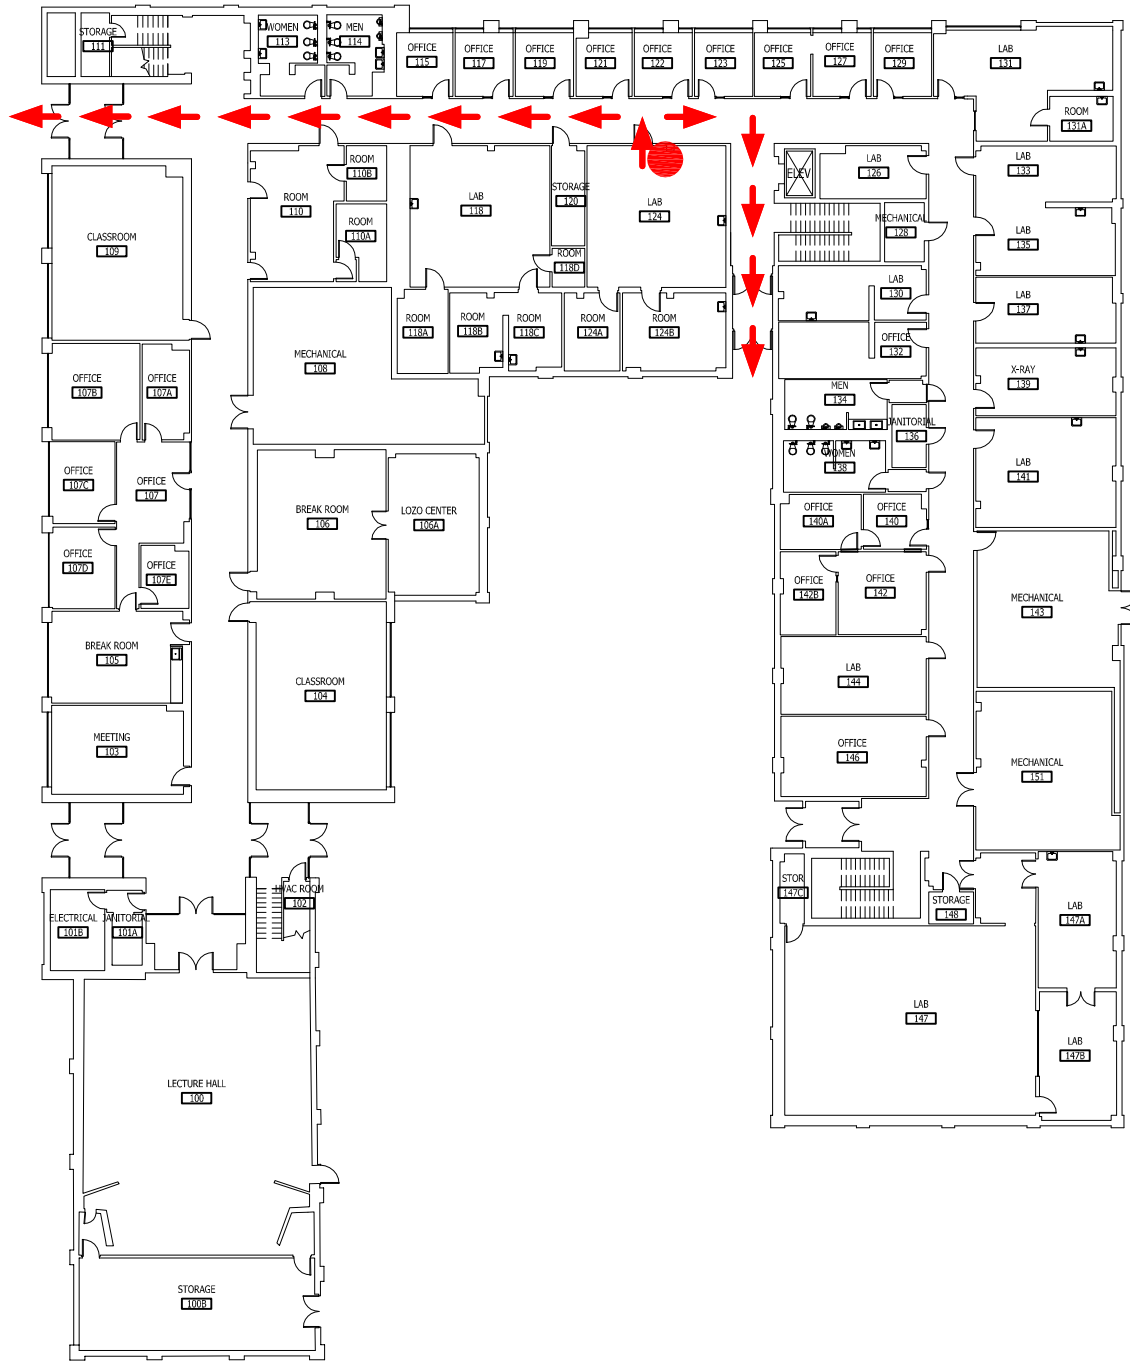 STORAGE
111
WOMEN
113
MEN
114
OFFICE
115
OFFICE
117
OFFICE
119
OFFICE
121
OFFICE
122
OFFICE
123
OFFICE
125
OFFICE
127
OFFICE
129
LAB
131
ROOM
131A
CLASSROOM
109
ROOM
110
ROOM
110B
ROOM
110A
LAB
118
STORAGE
120
ROOM
118D
LAB
124
ELEV
LAB
126
MECHANICAL
128
LAB
133
LAB
135
LAB
130
LAB
137
OFFICE
132
X-RAY
139
MECHANICAL
108
ROOM
118A
ROOM
118B
ROOM
118C
ROOM
124A
ROOM
124B
OFFICE
107B
OFFICE
107A
MEN
134
JANITORIAL
136
WOMEN
138
LAB
141
OFFICE
107C
OFFICE
107
BREAK ROOM
106
LOZO CENTER
106A
OFFICE
140A
OFFICE
140
OFFICE
107D
OFFICE
107E
OFFICE
142B
OFFICE
142
MECHANICAL
143
BREAK ROOM
105
CLASSROOM
104
LAB
144
MEETING
103
OFFICE
146
MECHANICAL
151
ELECTRICAL
101B
JANITORIAL
101A
HVAC ROOM
102
STOR
147C
STORAGE
148
LAB
147A
LAB
147
LAB
147B
LECTURE HALL
100
STORAGE
100B